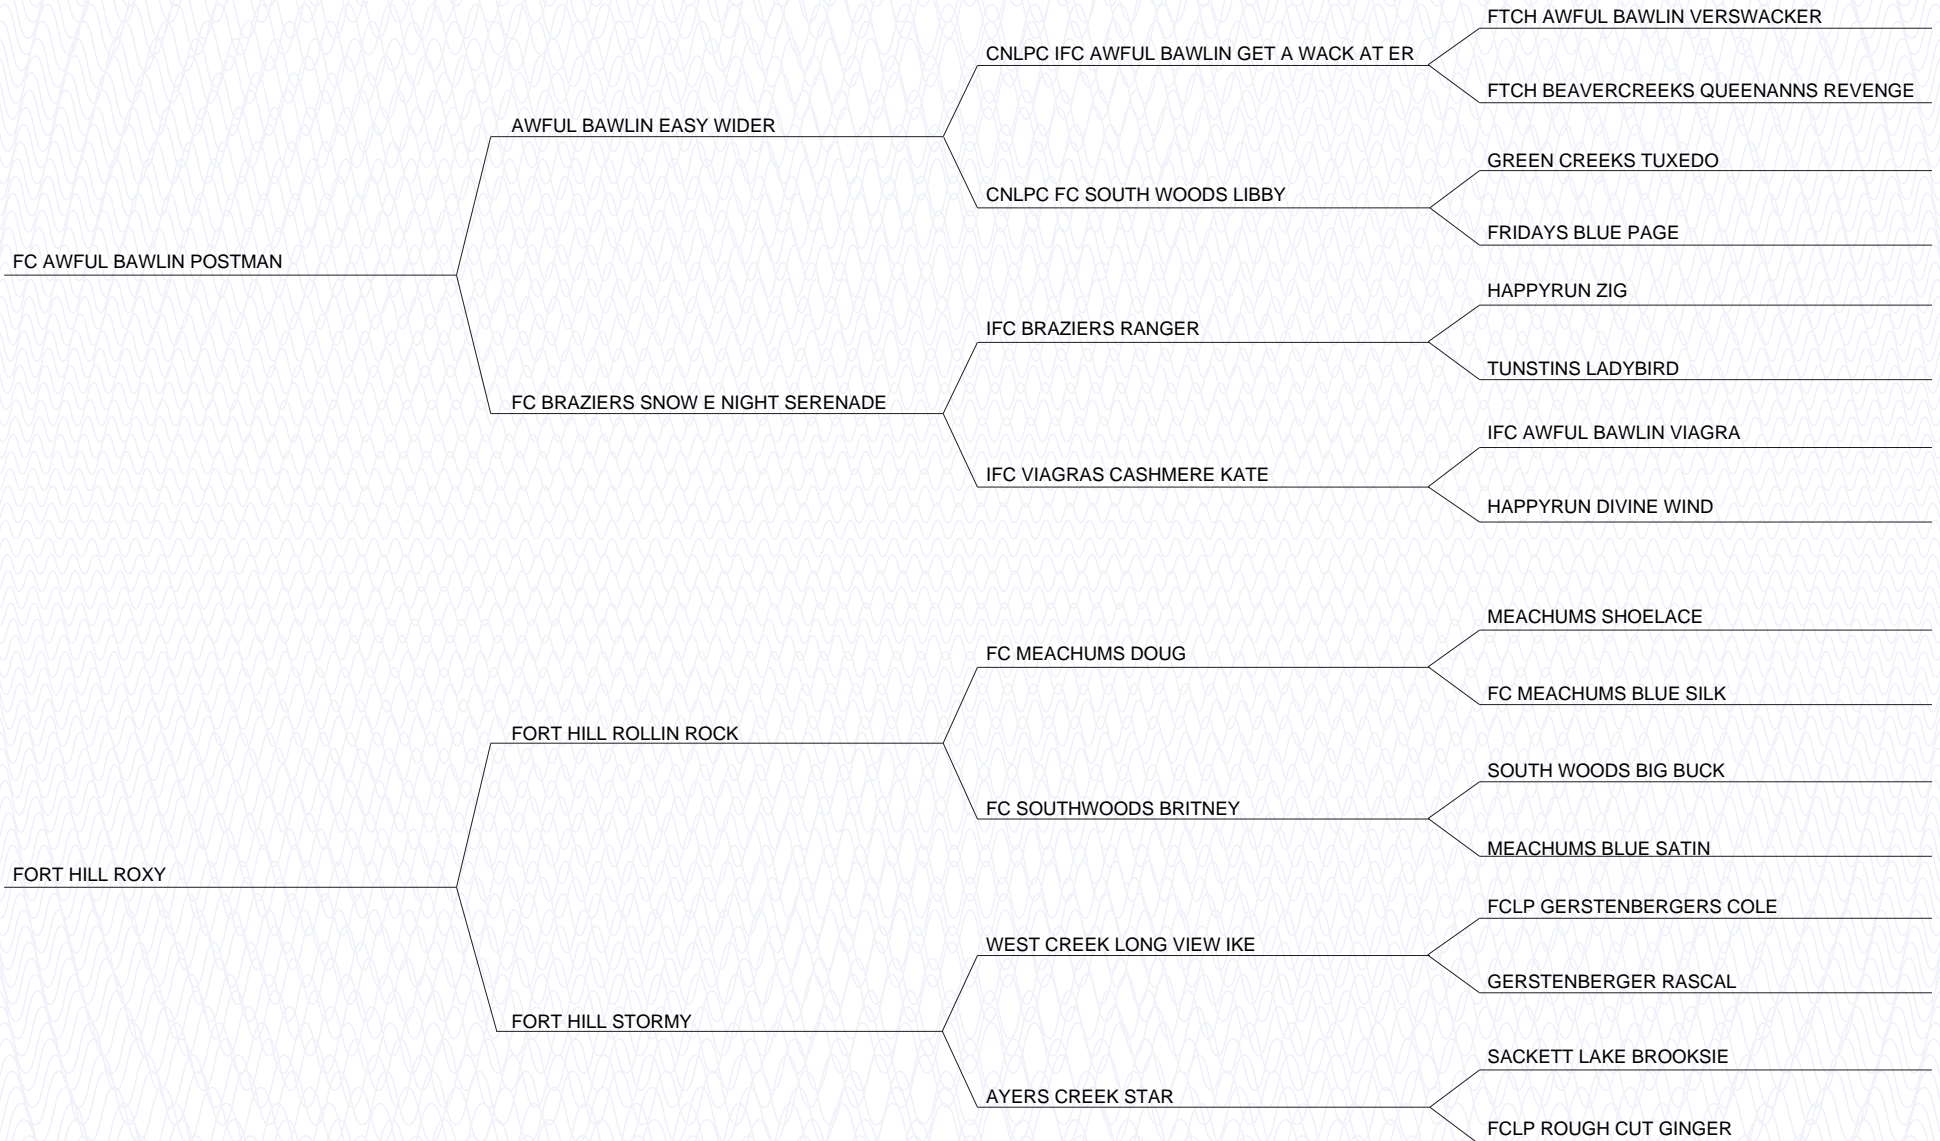 FTCH AWFUL BAWLIN VERSWACKER
CNLPC IFC AWFUL BAWLIN GET A WACK AT ER
FTCH BEAVERCREEKS QUEENANNS REVENGE
AWFUL BAWLIN EASY WIDER
GREEN CREEKS TUXEDO
CNLPC FC SOUTH WOODS LIBBY
FRIDAYS BLUE PAGE
FC AWFUL BAWLIN POSTMAN
HAPPYRUN ZIG
IFC BRAZIERS RANGER
TUNSTINS LADYBIRD
FC BRAZIERS SNOW E NIGHT SERENADE
IFC AWFUL BAWLIN VIAGRA
IFC VIAGRAS CASHMERE KATE
HAPPYRUN DIVINE WIND
MEACHUMS SHOELACE
FC MEACHUMS DOUG
FC MEACHUMS BLUE SILK
FORT HILL ROLLIN ROCK
SOUTH WOODS BIG BUCK
FC SOUTHWOODS BRITNEY
MEACHUMS BLUE SATIN
FORT HILL ROXY
FCLP GERSTENBERGERS COLE
WEST CREEK LONG VIEW IKE
GERSTENBERGER RASCAL
FORT HILL STORMY
SACKETT LAKE BROOKSIE
AYERS CREEK STAR
FCLP ROUGH CUT GINGER